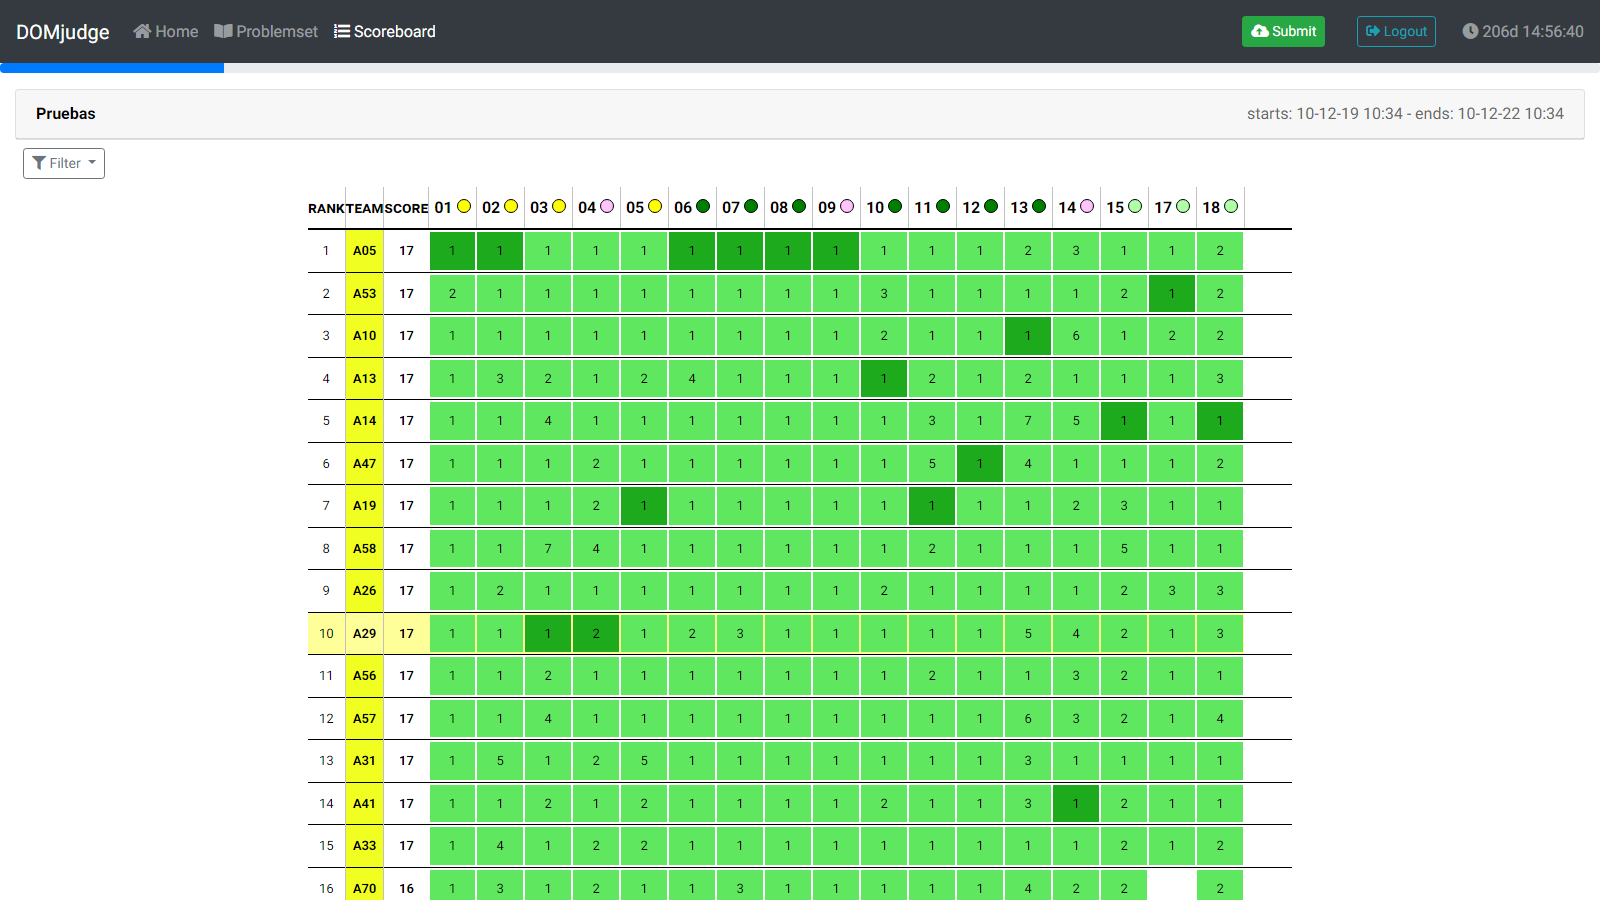 DOMjudge Home Problemset Scoreboard Submit Logout 206d 14:56:40
Pruebas starts: 10-12-19 10:34 - ends: 10-12-22 10:34
Filter
RANK TEAM SCORE 01 02 03 04 05 06 07 08 09 10 11 12 13 14 15 17 18
1 A05 17 1 1 1 1 1 1 1 1 1 1 1 1 2 3 1 1 2
2 A53 17 2 1 1 1 1 1 1 1 1 3 1 1 1 1 2 1 2
3 A10 17 1 1 1 1 1 1 1 1 1 2 1 1 1 6 1 2 2
4 A13 17 1 3 2 1 2 4 1 1 1 1 2 1 2 1 1 1 3
5 A14 17 1 1 4 1 1 1 1 1 1 1 3 1 7 5 1 1 1
6 A47 17 1 1 1 2 1 1 1 1 1 1 5 1 4 1 1 1 2
7 A19 17 1 1 1 2 1 1 1 1 1 1 1 1 1 2 3 1 1
8 A58 17 1 1 7 4 1 1 1 1 1 1 2 1 1 1 5 1 1
9 A26 17 1 2 1 1 1 1 1 1 1 2 1 1 1 1 2 3 3
10 A29 17 1 1 1 2 1 2 3 1 1 1 1 1 5 4 2 1 3
11 A56 17 1 1 2 1 1 1 1 1 1 1 2 1 1 3 2 1 1
12 A57 17 1 1 4 1 1 1 1 1 1 1 1 1 6 3 2 1 4
13 A31 17 1 5 1 2 5 1 1 1 1 1 1 1 3 1 1 1 1
14 A41 17 1 1 2 1 2 1 1 1 1 2 1 1 3 1 2 1 1
15 A33 17 1 4 1 2 2 1 1 1 1 1 1 1 1 1 2 1 2
16 A70 16 1 3 1 2 1 1 3 1 1 1 1 1 4 2 2 2